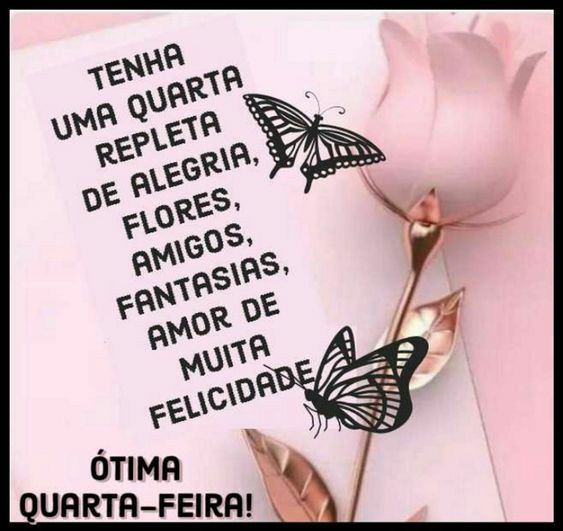 TENHA
UMA QUARTA
REPLETA
DE ALEGRIA,
FLORES,
AMIGOS,
FANTASIAS,
AMOR DE
MUITA
FELICIDADE
ÓTIMA
QUARTA-FEIRA!